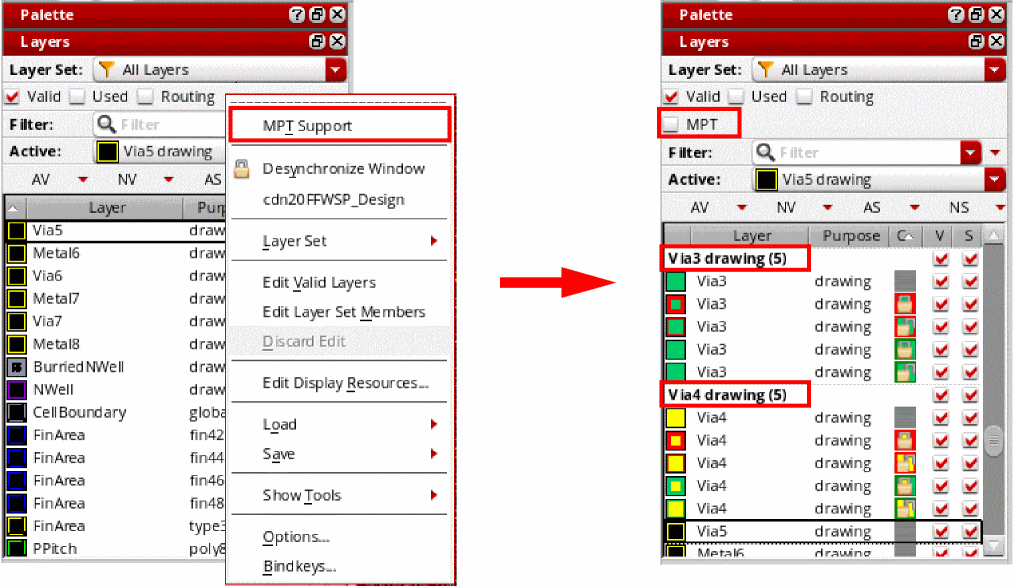 Palette
Layers
Layer Set: All Layers
Valid Used Routing
Filter: Filter
Active: Via5 drawing
AV NV AS
Layer Purp
Via5 draw
Metal6 draw
Via6 draw
Metal7 draw
Via7 draw
Metal8 draw
BurriedNWell draw
NWell draw
CellBoundary globa
FinArea fin42
FinArea fin44
FinArea fin46
FinArea fin48
FinArea type3
PPitch poly8
MPT Support
Desynchronize Window
cdn20FFWSP_Design
Layer Set
Edit Valid Layers
Edit Layer Set Members
Discard Edit
Edit Display Resources...
Load
Save
Show Tools
Options...
Bindkeys...
Palette
Layers
Layer Set: All Layers
Valid Used Routing
MPT
Filter: Filter
Active: Via5 drawing
AV NV AS NS
Layer Purpose C V S
Via3 drawing (5)
Via3 drawing
Via3 drawing
Via3 drawing
Via3 drawing
Via3 drawing
Via4 drawing (5)
Via4 drawing
Via4 drawing
Via4 drawing
Via4 drawing
Via4 drawing
Via5 drawing
Metal6 drawing